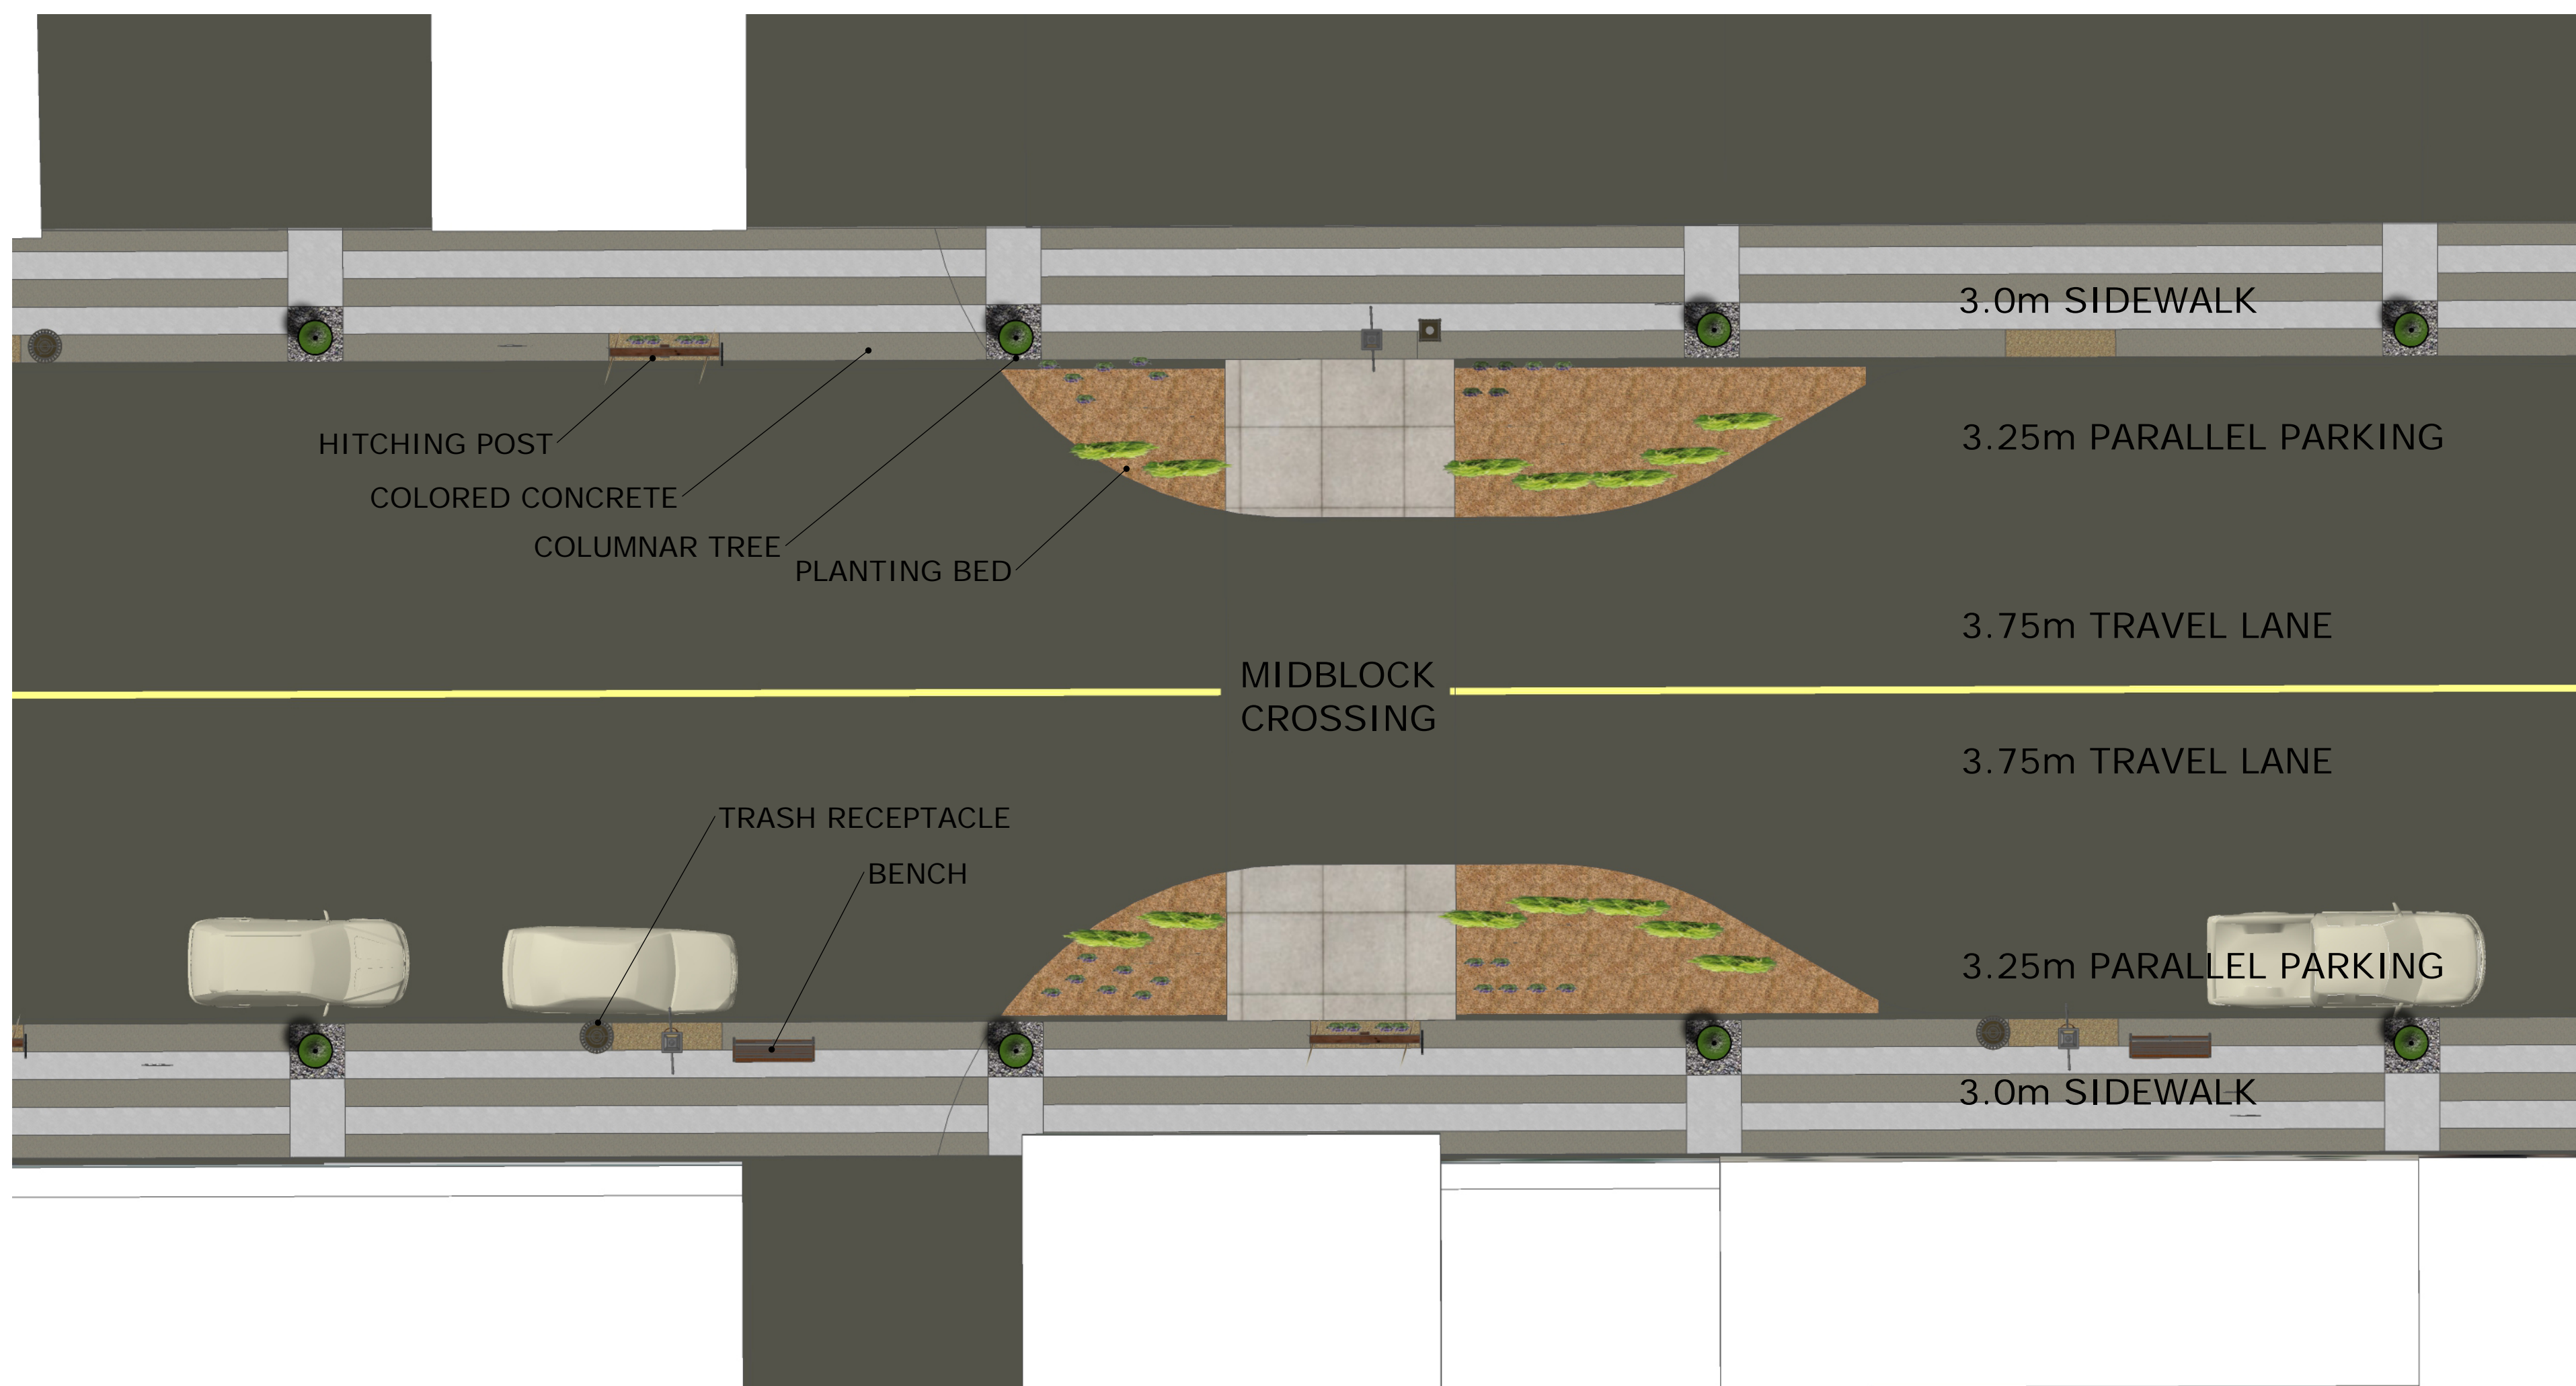 3.0m SIDEWALK
3.25m PARALLEL PARKING
HITCHING POST
COLORED CONCRETE
COLUMNAR TREE
PLANTING BED
3.75m TRAVEL LANE
MIDBLOCK
CROSSING
3.75m TRAVEL LANE
TRASH RECEPTACLE
BENCH
3.25m PARALLEL PARKING
3.0m SIDEWALK